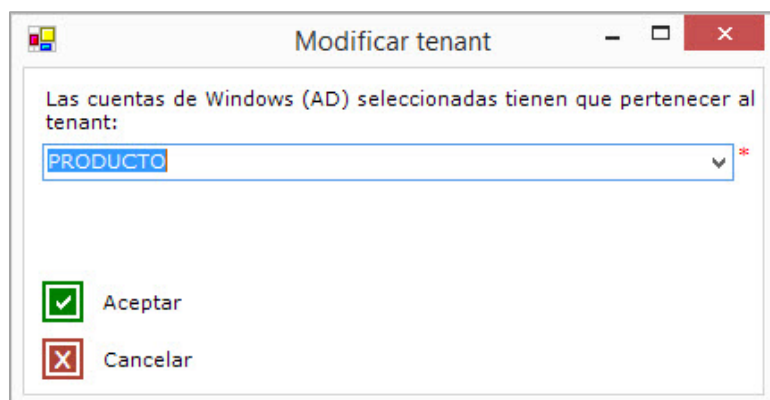 Modificar tenant
Las cuentas de Windows (AD) seleccionadas tienen que pertenecer al
tenant:
PRODUCTO *
Aceptar
Cancelar